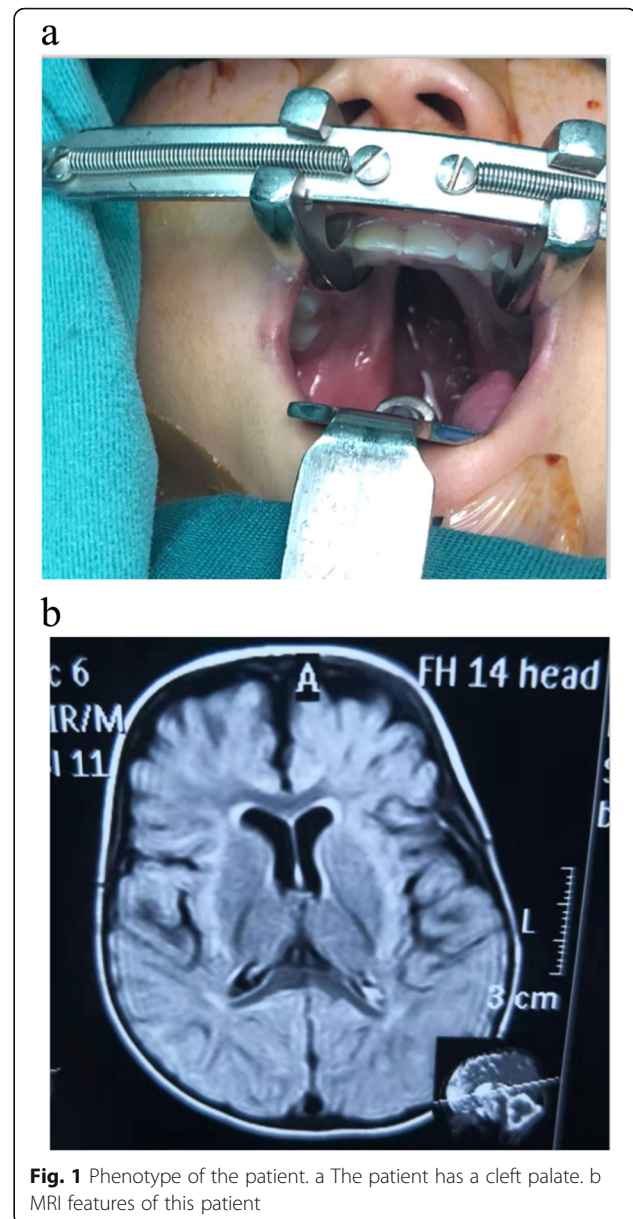 a
b
c 6
A
FH 14 head
IR/M
11
L
3 cm
b
Fig. 1 Phenotype of the patient. a The patient has a cleft palate. b
MRI features of this patient